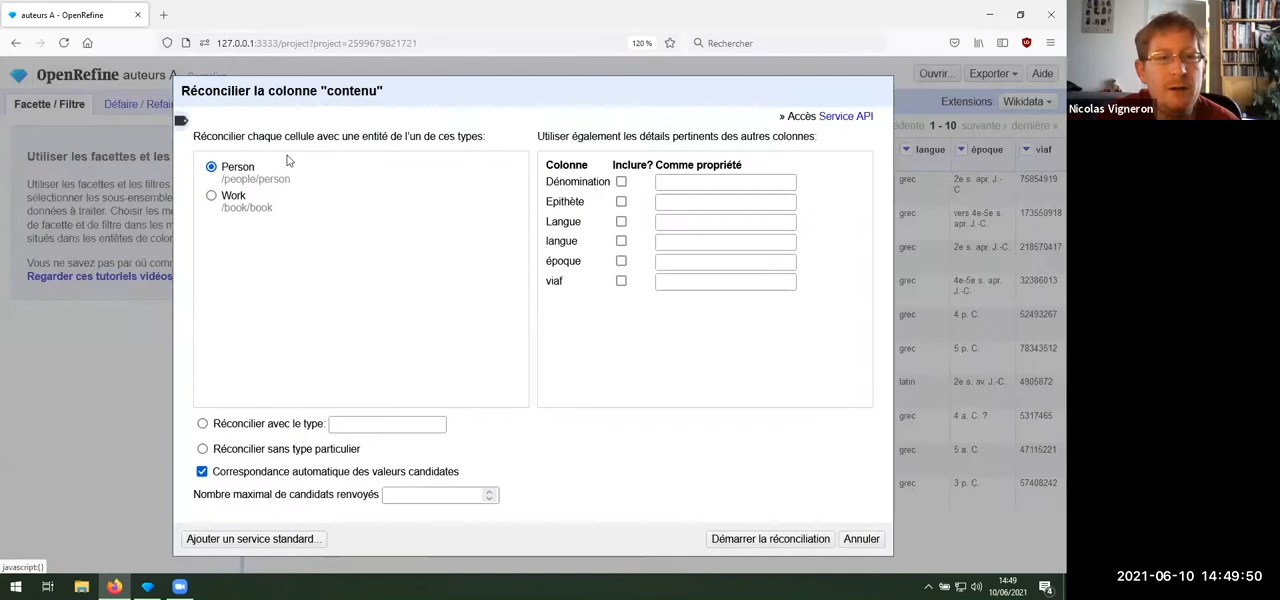 auteurs A - OpenRefine
127.0.0.1:3333/project?project=2599679821721
120 %
Rechercher
OpenRefine auteurs A
Ouvrir...
Exporter
Aide
Facette / Filtre
Défaire / Refai
Extensions:
Wikidata
Utiliser les facettes et les
Utiliser les facettes et les filtres
sélectionner les sous-ensemble
données à traiter. Choisir les m
de facette et de filtre dans les m
situés dans les entêtes de color
Vous ne savez pas par où comm
Regarder ces tutoriels vidéos
Réconcilier la colonne "contenu"
» Accès Service API
Réconcilier chaque cellule avec une entité de l'un de ces types:
Person
/people/person
Work
/book/book
Utiliser également les détails pertinents des autres colonnes:
Colonne Inclure? Comme propriété
Dénomination
Epithète
Langue
langue
époque
viaf
Réconcilier avec le type:
Réconcilier sans type particulier
Correspondance automatique des valeurs candidates
Nombre maximal de candidats renvoyés
Ajouter un service standard...
Démarrer la réconciliation
Annuler
édente 1 - 10 suivante › dernière »
langue époque viaf
grec 2e s. apr. J.-C. 75854919
grec vers 4e-5e s. apr. J.-C. 173550918
grec 2e s. apr. J.-C. 218570417
grec 4e-5e s. apr. J.-C. 32386013
grec 4 p. C. 52493267
grec 5 p. C. 78343512
latin 2e s. av. J.-C. 4905872
grec 4 a. C. ? 5317465
grec 5 a. C. 47115221
grec 3 p. C. 57408242
Nicolas Vigneron
javascript:{}
14:49
10/06/2021
4
2021-06-10 14:49:50